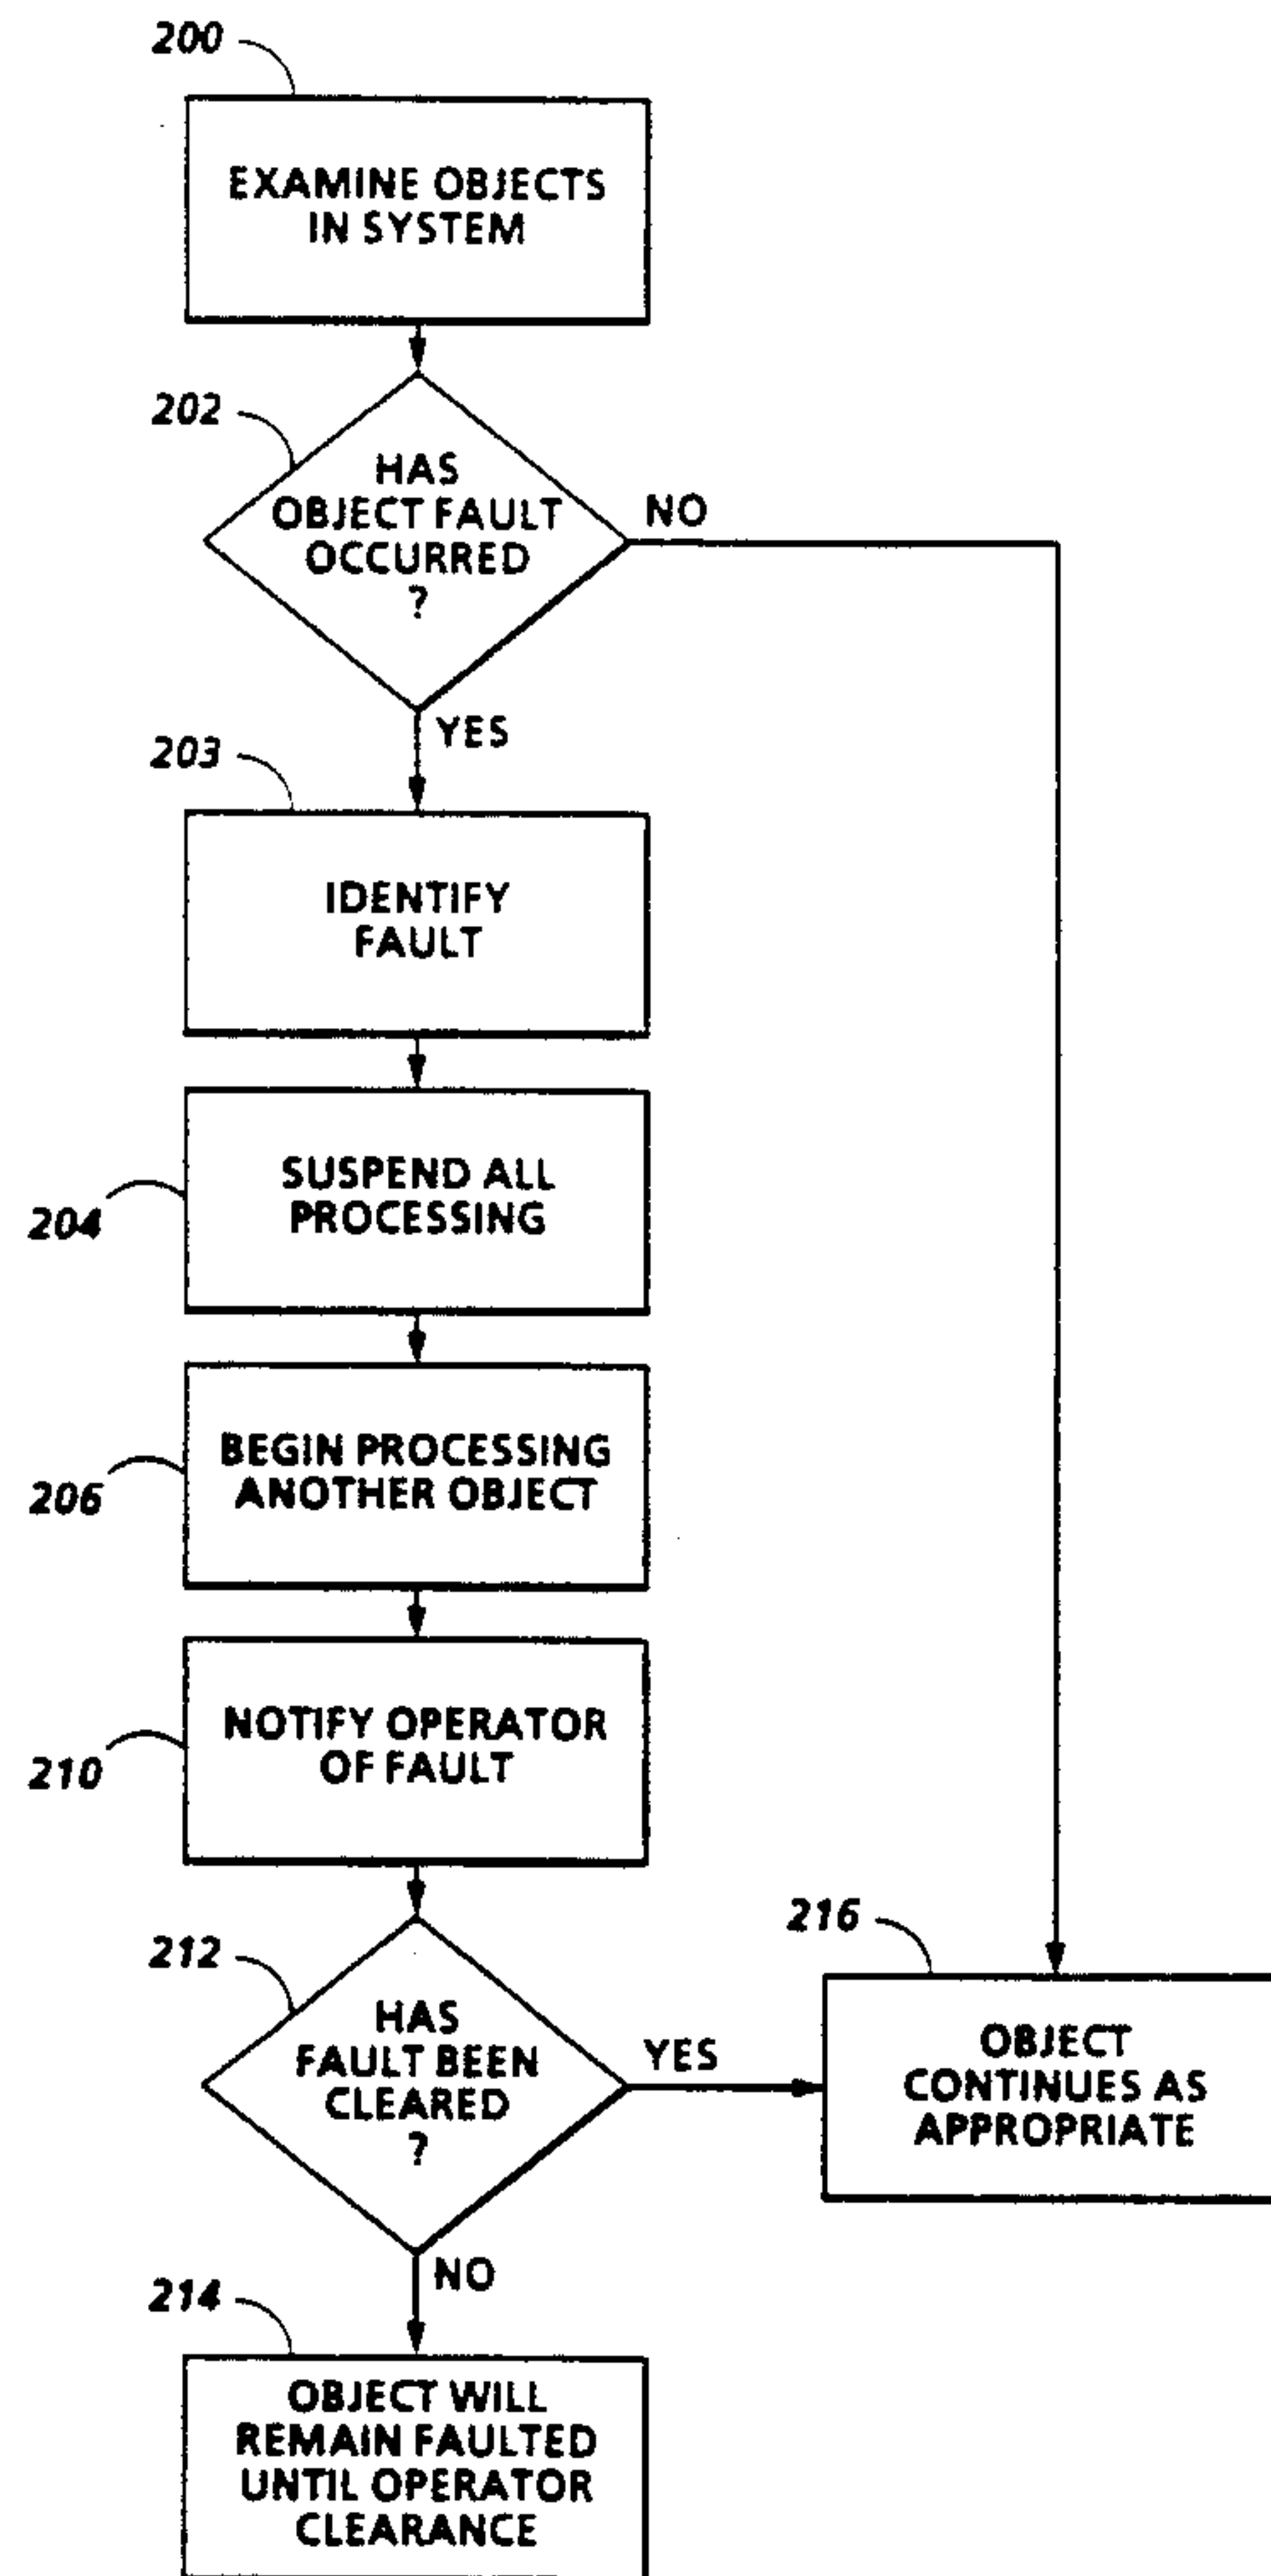 200
EXAMINE OBJECTS
IN SYSTEM
202
HAS
OBJECT FAULT
OCCURRED
?
NO
YES
203
IDENTIFY
FAULT
204
SUSPEND ALL
PROCESSING
206
BEGIN PROCESSING
ANOTHER OBJECT
210
NOTIFY OPERATOR
OF FAULT
212
HAS
FAULT BEEN
CLEARED
?
YES
216
OBJECT
CONTINUES AS
APPROPRIATE
NO
214
OBJECT WILL
REMAIN FAULTED
UNTIL OPERATOR
CLEARANCE